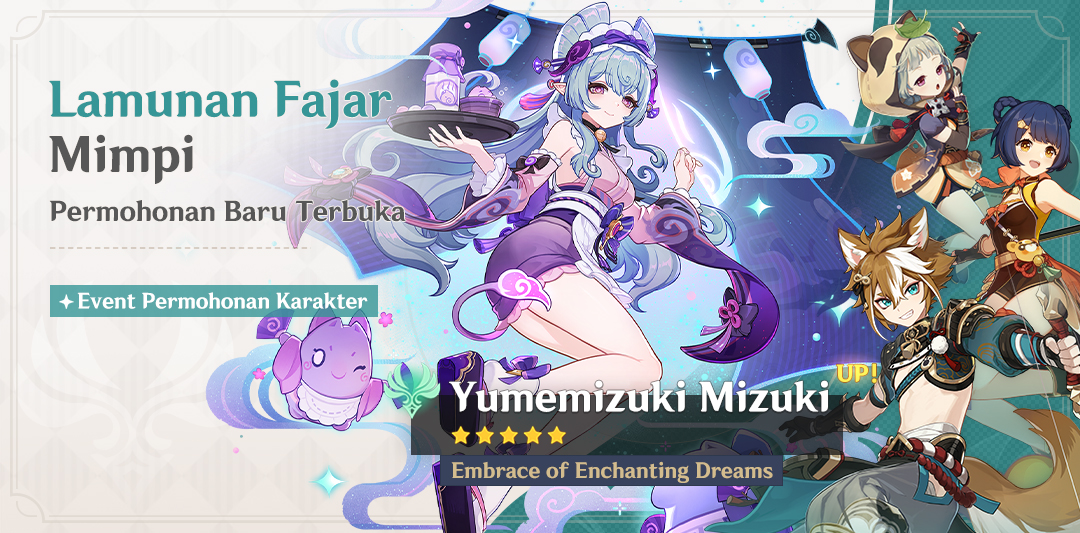 Lamunan Fajar
Mimpi
Permohonan Baru Terbuka
Event Permohonan Karakter
UP!
Yumemizuki Mizuki
Embrace of Enchanting Dreams